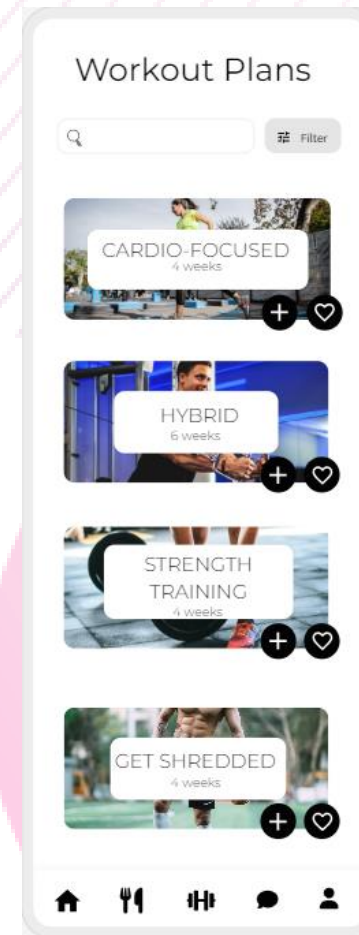 Workout Plans
Filter
CARDIO-FOCUSED
4 weeks
HYBRID
6 weeks
STRENGTH
TRAINING
4 weeks
GET SHREDDED
4 weeks